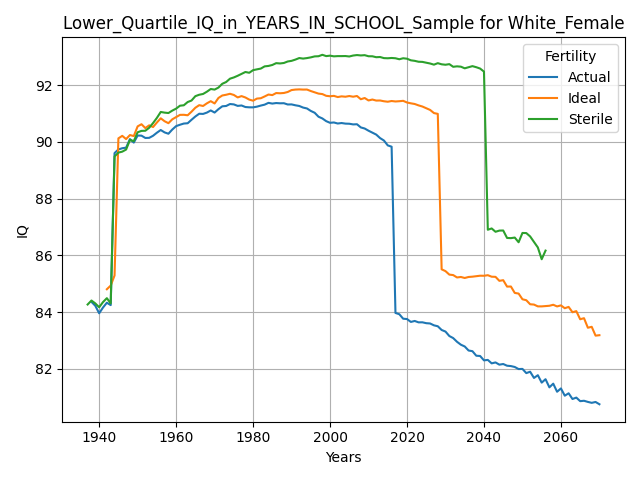 Lower_Quartile_IQ_in_YEARS_IN_SCHOOL_Sample for White_Female
Fertility
Actual
Ideal
Sterile
92
90
88
86
84
82
IQ
1940 1960 1980 2000 2020 2040 2060
Years